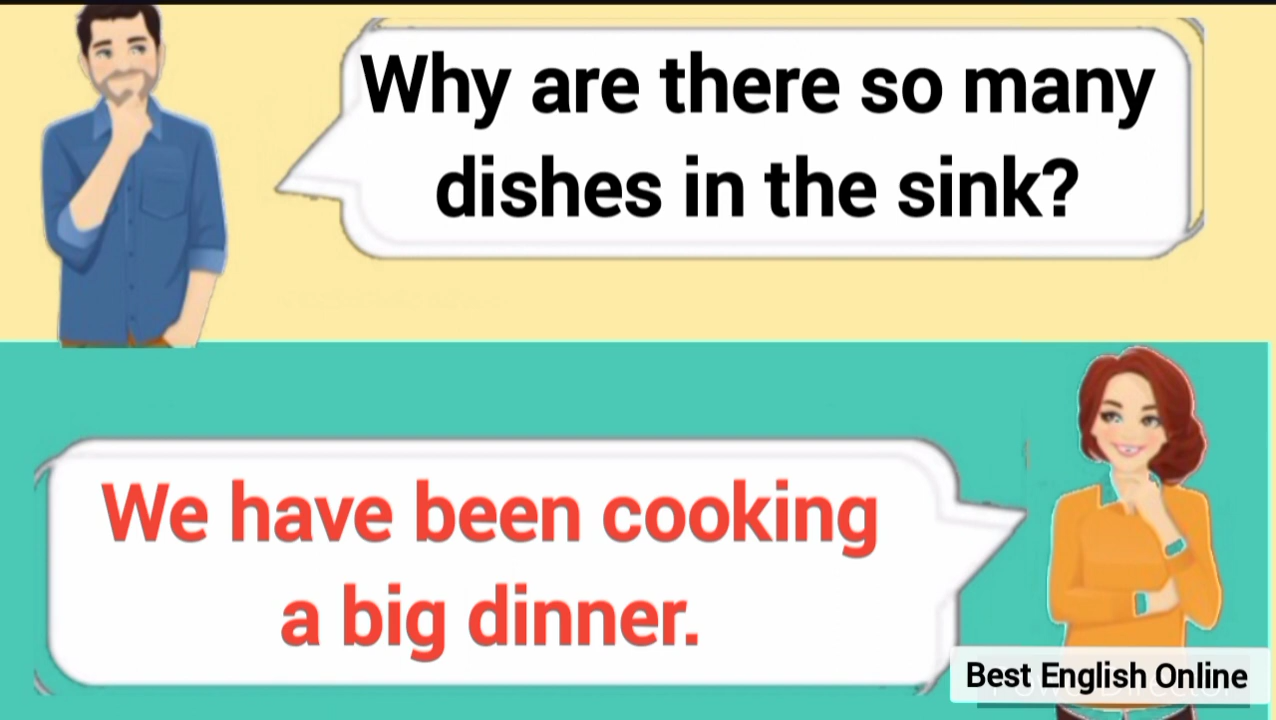 Why are there so many
dishes in the sink?
We have been cooking
a big dinner.
Best English Online